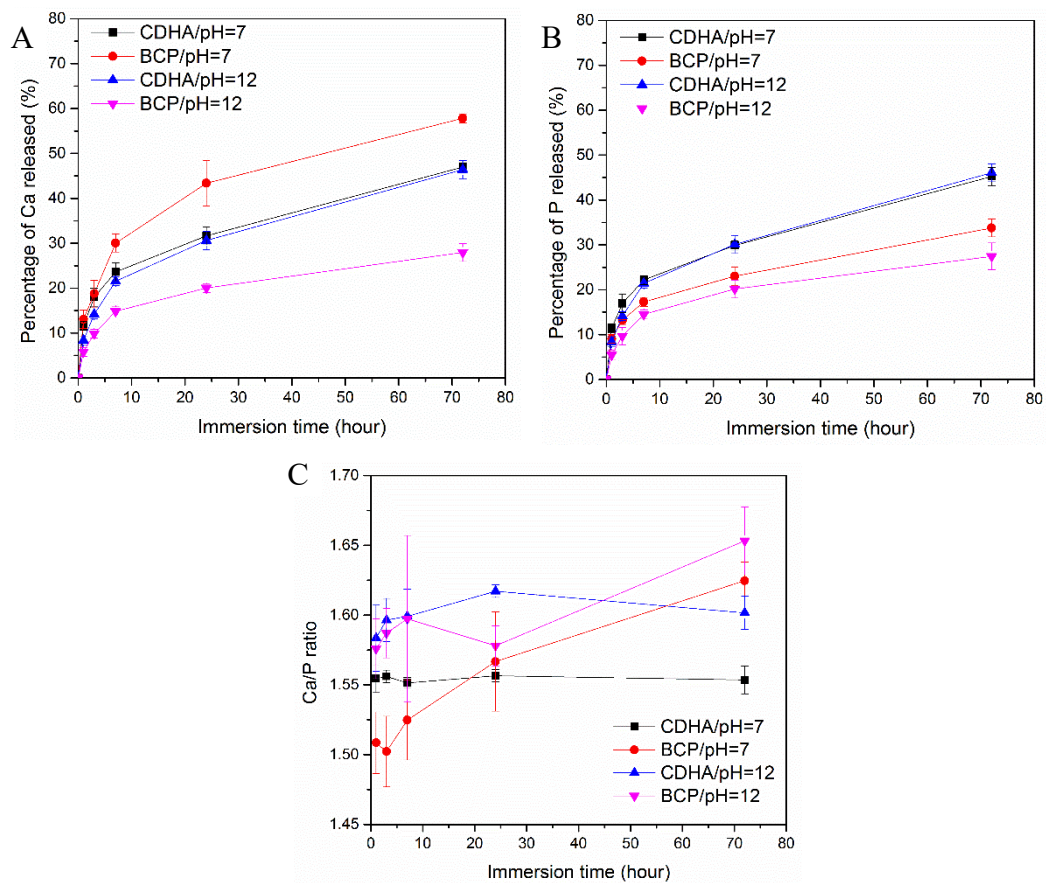 A
80
70
60
50
40
30
20
10
0
Percentage of Ca released (%)
CDHA/pH=7
BCP/pH=7
CDHA/pH=12
BCP/pH=12
0 10 20 30 40 50 60 70 80
Immersion time (hour)
B
80
70
60
50
40
30
20
10
0
Percentage of P released (%)
CDHA/pH=7
BCP/pH=7
CDHA/pH=12
BCP/pH=12
0 10 20 30 40 50 60 70 80
Immersion time (hour)
C
1.70
1.65
1.60
1.55
1.50
1.45
Ca/P ratio
CDHA/pH=7
BCP/pH=7
CDHA/pH=12
BCP/pH=12
0 10 20 30 40 50 60 70 80
Immersion time (hour)